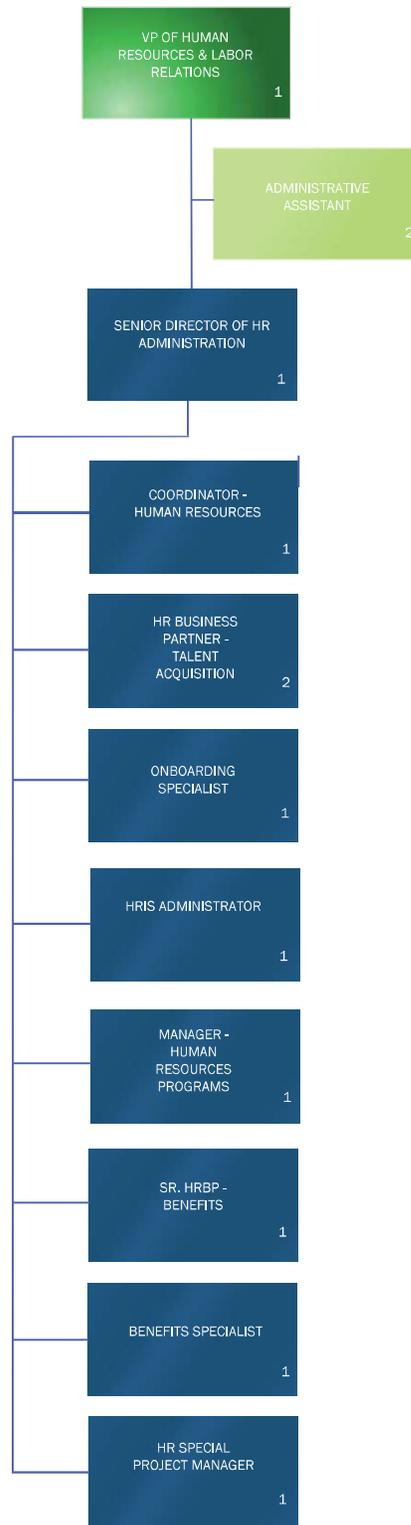 VP OF HUMAN
RESOURCES & LABOR
RELATIONS
1
ADMINISTRATIVE
ASSISTANT
2
SENIOR DIRECTOR OF HR
ADMINISTRATION
1
COORDINATOR -
HUMAN RESOURCES
1
HR BUSINESS
PARTNER -
TALENT
ACQUISITION
2
ONBOARDING
SPECIALIST
1
HRIS ADMINISTRATOR
1
MANAGER -
HUMAN
RESOURCES
PROGRAMS
1
SR. HRBP -
BENEFITS
1
BENEFITS SPECIALIST
1
HR SPECIAL
PROJECT MANAGER
1